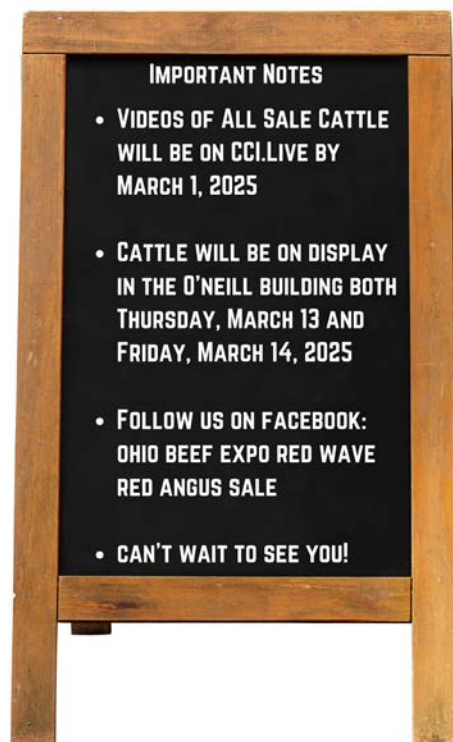 IMPORTANT NOTES
• VIDEOS OF ALL SALE CATTLE
WILL BE ON CCI.LIVE BY
MARCH 1, 2025
• CATTLE WILL BE ON DISPLAY
IN THE O'NEILL BUILDING BOTH
THURSDAY, MARCH 13 AND
FRIDAY, MARCH 14, 2025
• FOLLOW US ON FACEBOOK:
OHIO BEEF EXPO RED WAVE
RED ANGUS SALE
• CAN'T WAIT TO SEE YOU!